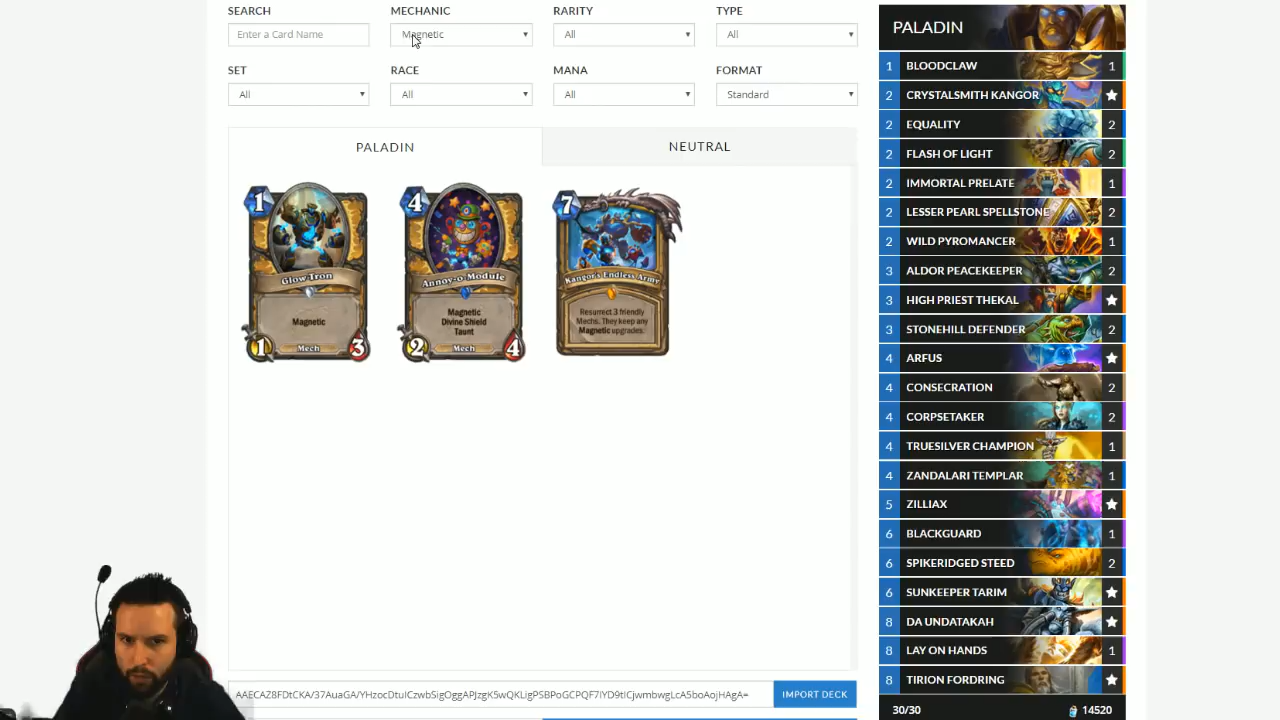 SEARCH MECHANIC RARITY TYPE
Enter a Card Name Magnetic All All
SET RACE MANA FORMAT
All All All Standard
PALADIN NEUTRAL
1 4 7
Glow-Tron
Magnetic
1 Mech 3
Annoy-o-Module
Magnetic
Divine Shield
Taunt
2 Mech 4
Kangor's Endless Army
Resurrect 3 friendly
Mechs. They keep any
Magnetic upgrades.
IMPORT DECK
PALADIN
1 BLOODCLAW 1
2 CRYSTALSMITH KANGOR
2 EQUALITY 2
2 FLASH OF LIGHT 2
2 IMMORTAL PRELATE 1
2 LESSER PEARL SPELLSTONE 2
2 WILD PYROMANCER 1
3 ALDOR PEACEKEEPER 2
3 HIGH PRIEST THEKAL
3 STONEHILL DEFENDER 2
4 ARFUS
4 CONSECRATION 2
4 CORPSETAKER 2
4 TRUESILVER CHAMPION 1
4 ZANDALARI TEMPLAR 1
5 ZILLIAX
6 BLACKGUARD 1
6 SPIKERIDGED STEED 2
6 SUNKEEPER TARIM
8 DA UNDATAKAH
8 LAY ON HANDS 1
8 TIRION FORDRING
30/30 14520